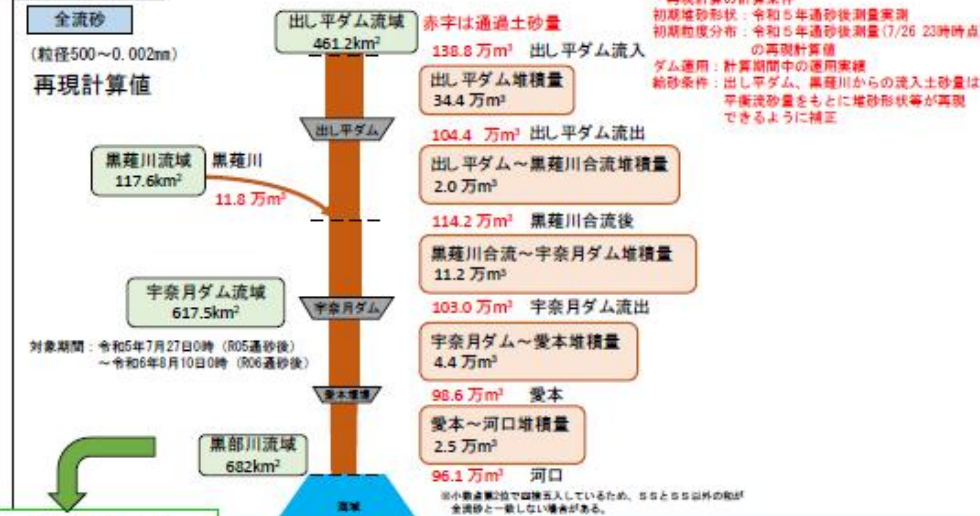 全流砂
(粒径500～0.002mm)
再現計算値
出し平ダム流域
461.2km²
赤字は通過土砂量
138.8 万m³ 出し平ダム流入
出し平ダム堆積量
34.4 万m³
出し平ダム
104.4 万m³ 出し平ダム流出
出し平ダム～黒薙川合流堆積量
2.0 万m³
黒薙川流域
117.6km²
黒薙川
11.8 万m³
114.2 万m³ 黒薙川合流後
黒薙川合流～宇奈月ダム堆積量
11.2 万m³
宇奈月ダム流域
617.5km²
宇奈月ダム
103.0 万m³ 宇奈月ダム流出
宇奈月ダム～愛本堆積量
4.4 万m³
対象期間：令和5年7月27日0時（R05通砂後）
～令和6年8月10日0時（R06通砂後）
愛本堰堤
98.6 万m³ 愛本
愛本～河口堆積量
2.5 万m³
黒部川流域
682km²
96.1 万m³ 河口
※小数点第2位で四捨五入しているため、SSとSS以外の和が
全流砂と一致しない場合がある。
初期堆砂形状：令和５年通砂後測量実測
初期粒度分布：令和５年通砂後測量(7/26 23時時点)
の再現計算値
ダム運用：計算期間中の運用実績
給砂条件：出し平ダム、黒薙川からの流入土砂量は
平衡流砂量をもとに堆砂形状等が再現
できるように補正